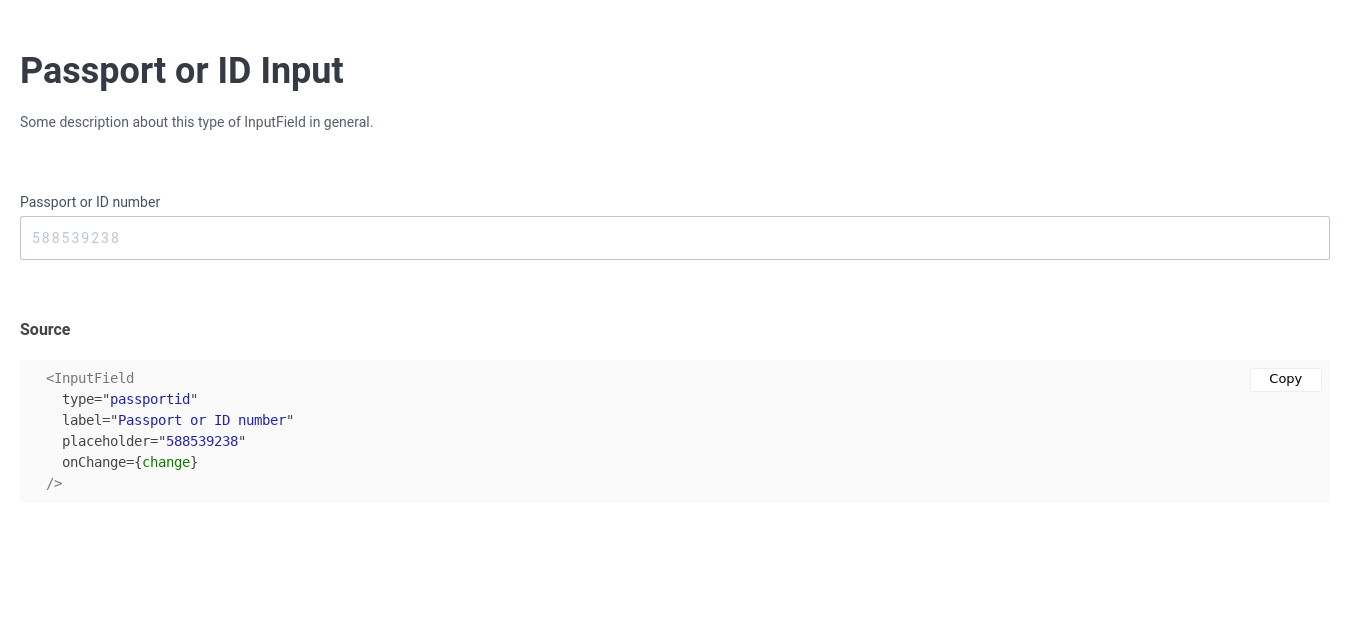 Passport or ID Input
Some description about this type of InputField in general.
Passport or ID number
588539238
Source
<InputField
Copy
type="passportid"
label="Passport or ID number"
placeholder="588539238"
onChange={change}
/>